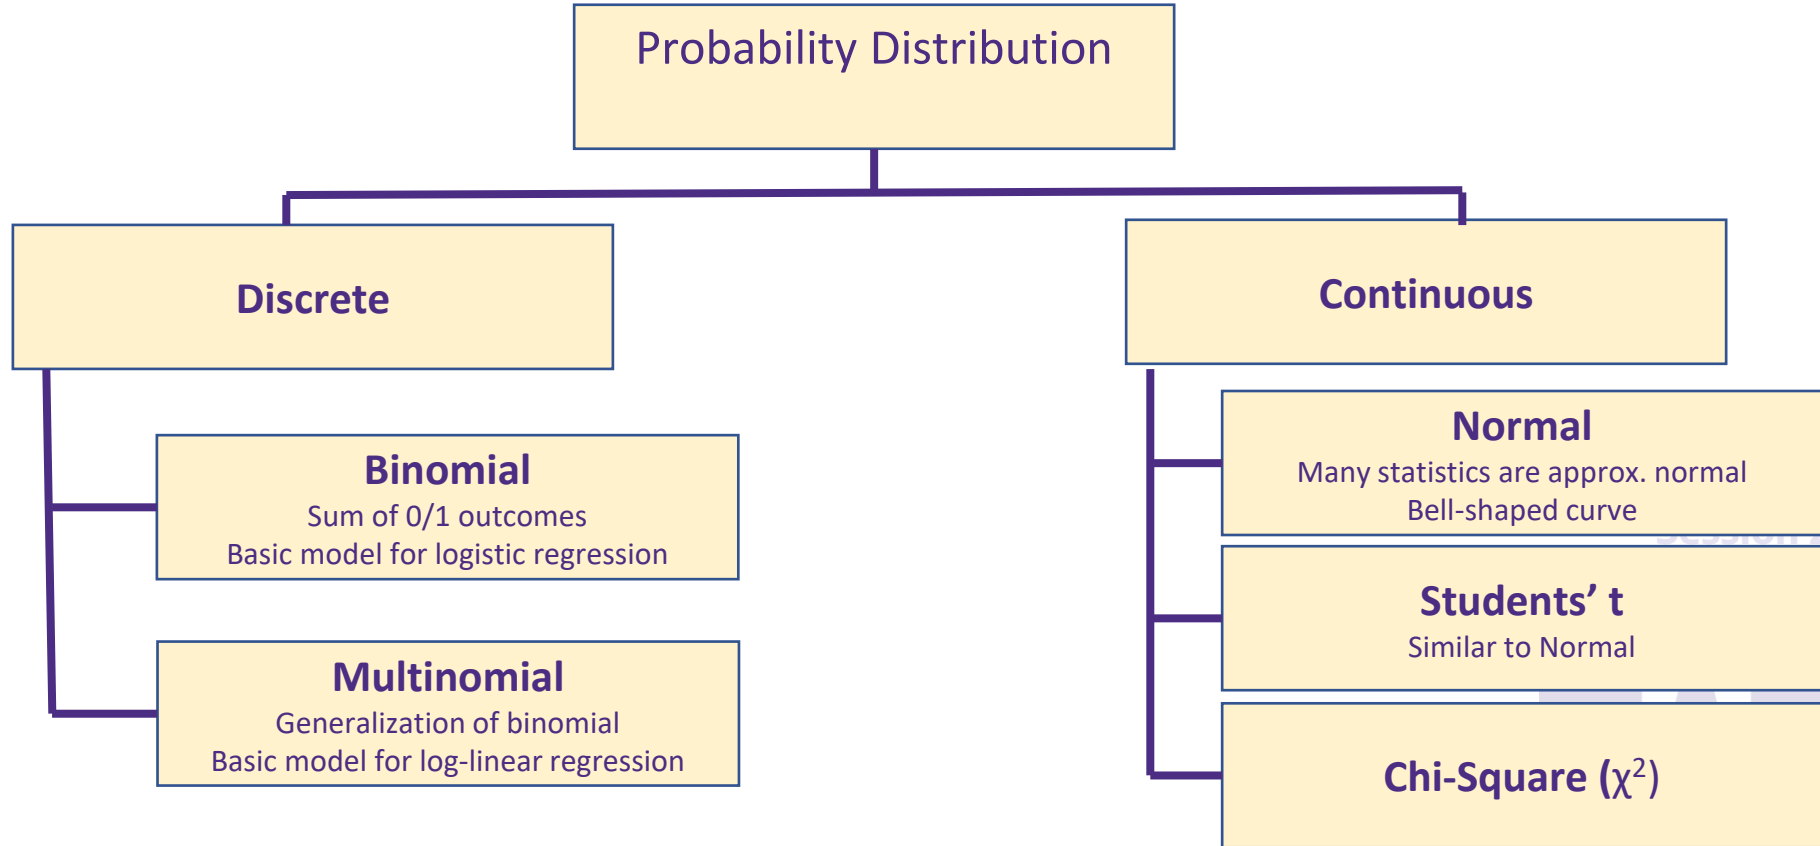 Probability Distribution
Discrete
Continuous
Binomial
Sum of 0/1 outcomes
Basic model for logistic regression
Multinomial
Generalization of binomial
Basic model for log-linear regression
Normal
Many statistics are approx. normal
Bell-shaped curve
Students’ t
Similar to Normal
Chi-Square (χ²)